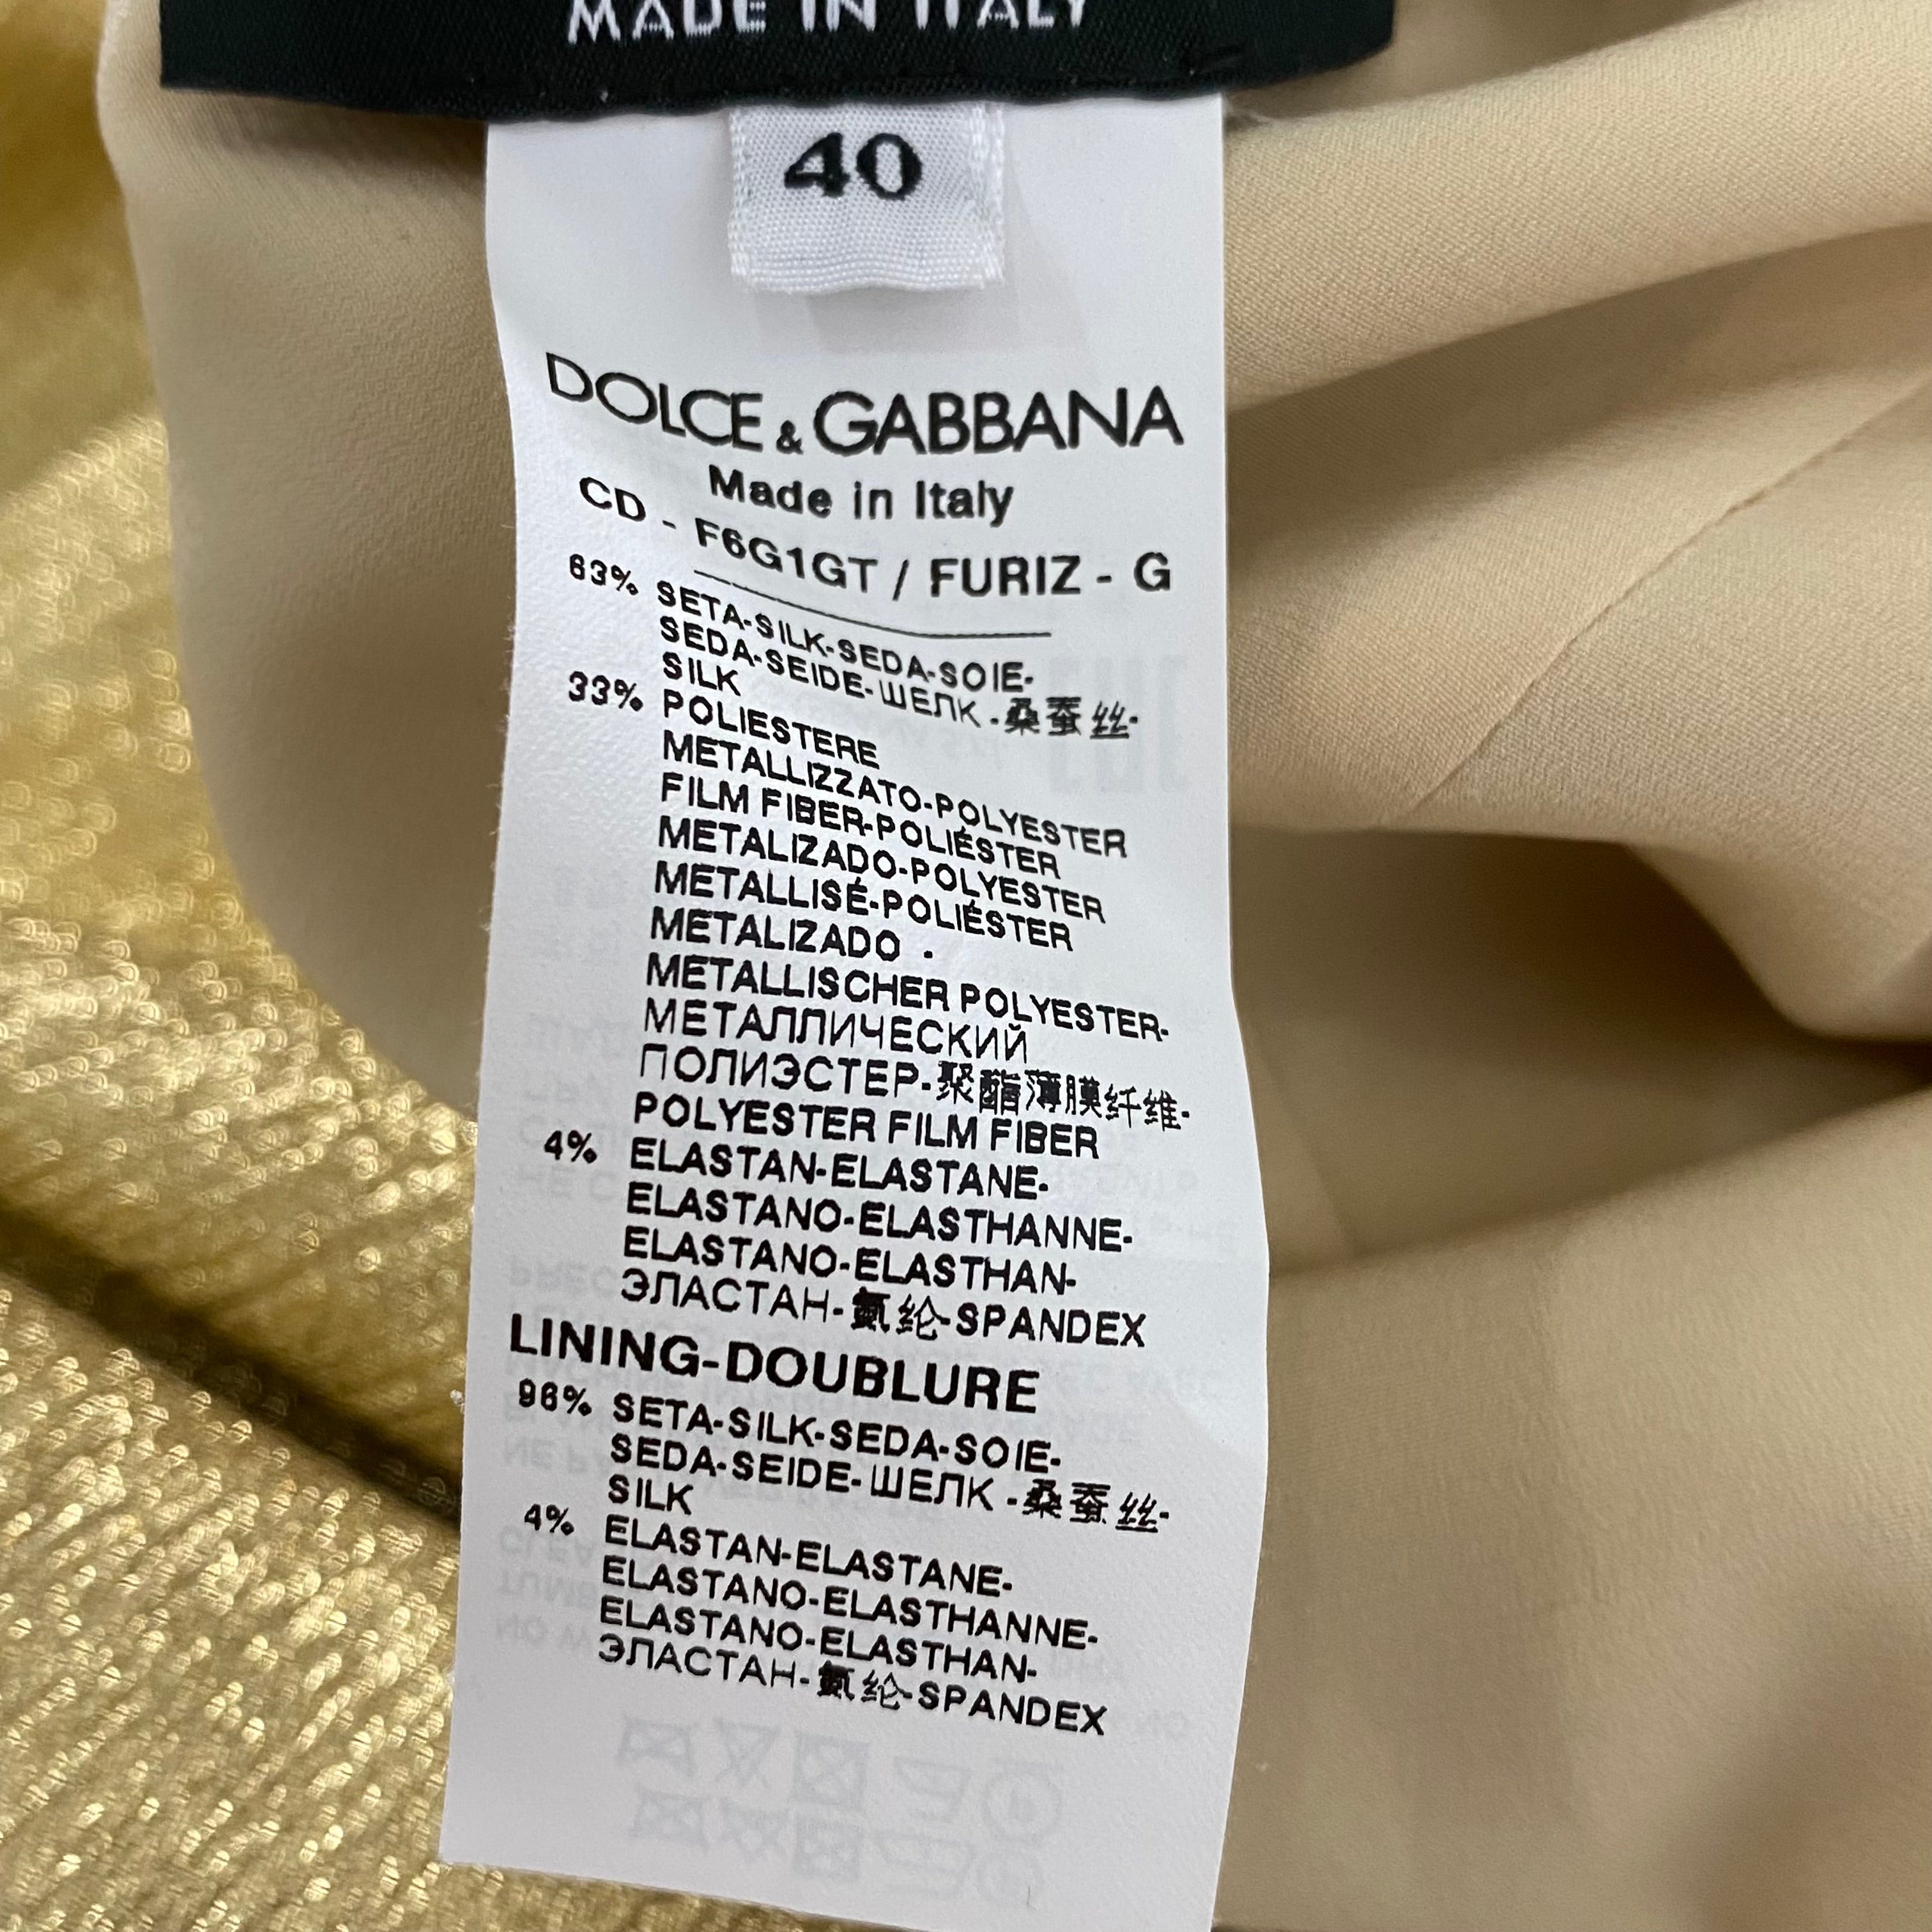 MADE IN ITALY
40
DOLCE & GABBANA
Made in Italy
CD - F6G1GT / FURIZ - G
63% SETA-SILK-SEDA-SOIE-
SEDA-SEIDE-ШЕЛК-桑蚕丝-
SILK
33% POLIESTERE
METALLIZZATO-POLYESTER
FILM FIBER-POLIÉSTER
METALIZADO-POLYESTER
METALLISÉ-POLIÉSTER
METALIZADO -
METALLISCHER POLYESTER-
МЕТАЛЛИЧЕСКИЙ
ПОЛИЭСТЕР-聚酯薄膜纤维-
POLYESTER FILM FIBER
4% ELASTAN-ELASTANE-
ELASTANO-ELASTHANNE-
ELASTANO-ELASTHAN-
ЭЛАСТАН-氨纶-SPANDEX
LINING-DOUBLURE
96% SETA-SILK-SEDA-SOIE-
SEDA-SEIDE-ШЕЛК-桑蚕丝-
SILK
4% ELASTAN-ELASTANE-
ELASTANO-ELASTHANNE-
ELASTANO-ELASTHAN-
ЭЛАСТАН-氨纶-SPANDEX